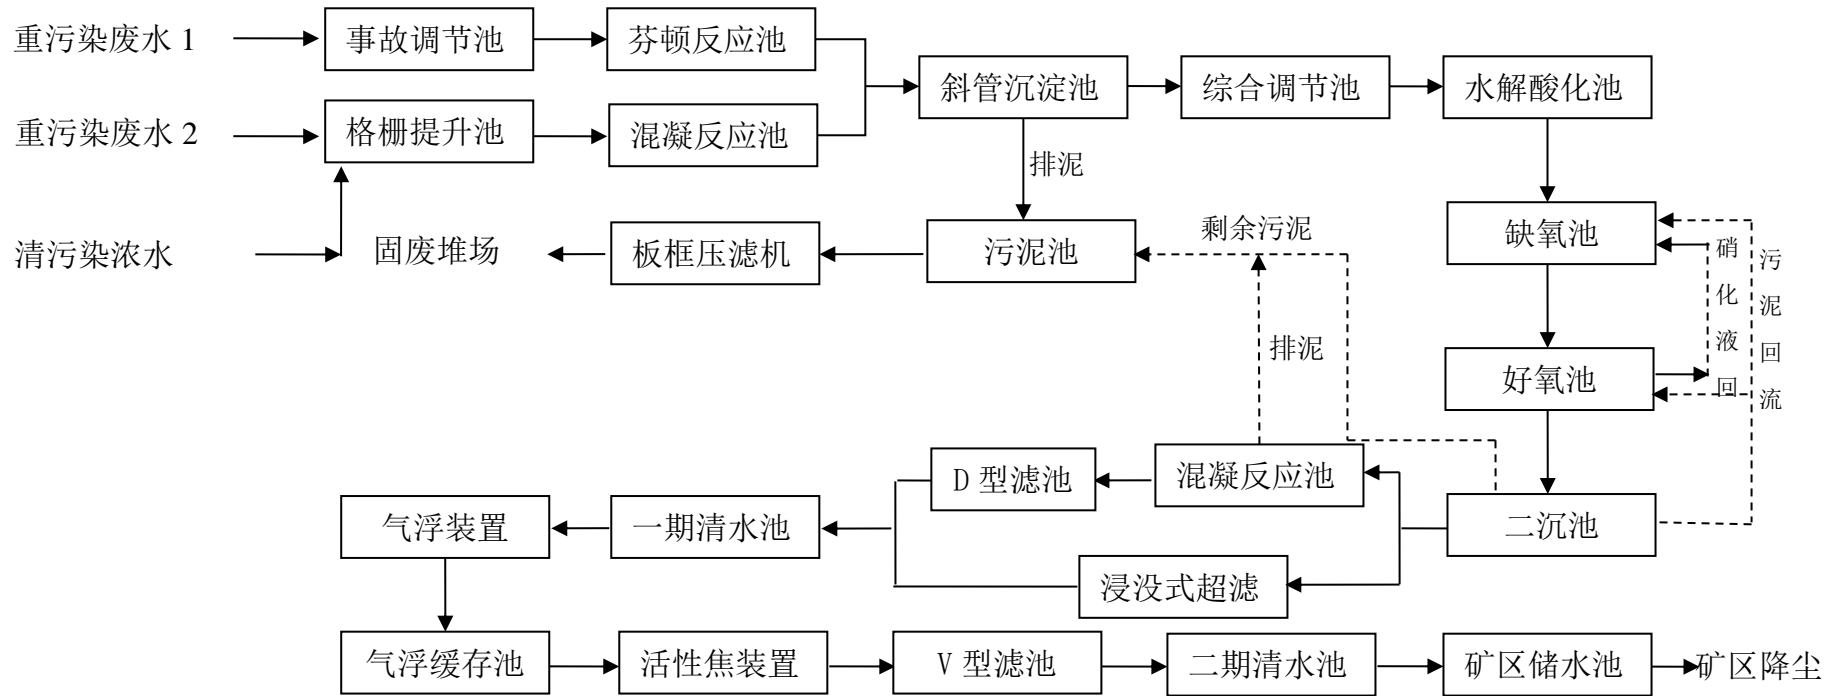 重污染废水 1
事故调节池
芬顿反应池
斜管沉淀池
综合调节池
水解酸化池
重污染废水 2
格栅提升池
混凝反应池
排泥
清污染浓水
固废堆场
板框压滤机
污泥池
剩余污泥
缺氧池
硝化液回
污泥回流
排泥
好氧池
D 型滤池
混凝反应池
气浮装置
一期清水池
二沉池
浸没式超滤
气浮缓存池
活性焦装置
V 型滤池
二期清水池
矿区储水池
矿区降尘